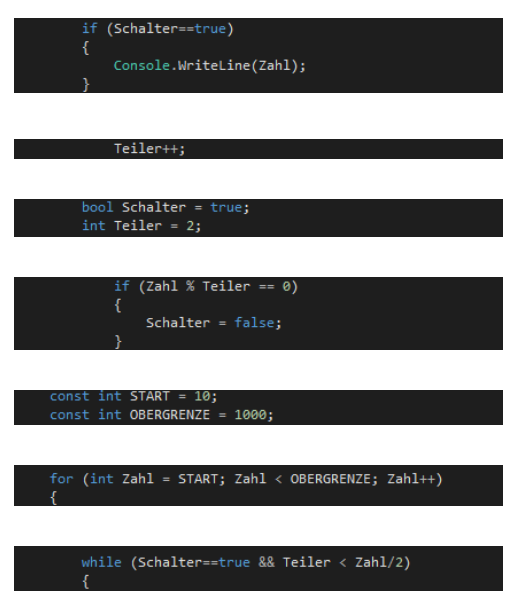 if (Schalter==true)
{
Console.WriteLine(Zahl);
}
Teiler++;
bool Schalter = true;
int Teiler = 2;
if (Zahl % Teiler == 0)
{
Schalter = false;
}
const int START = 10;
const int OBERGRENZE = 1000;
for (int Zahl = START; Zahl < OBERGRENZE; Zahl++)
{
while (Schalter==true && Teiler < Zahl/2)
{